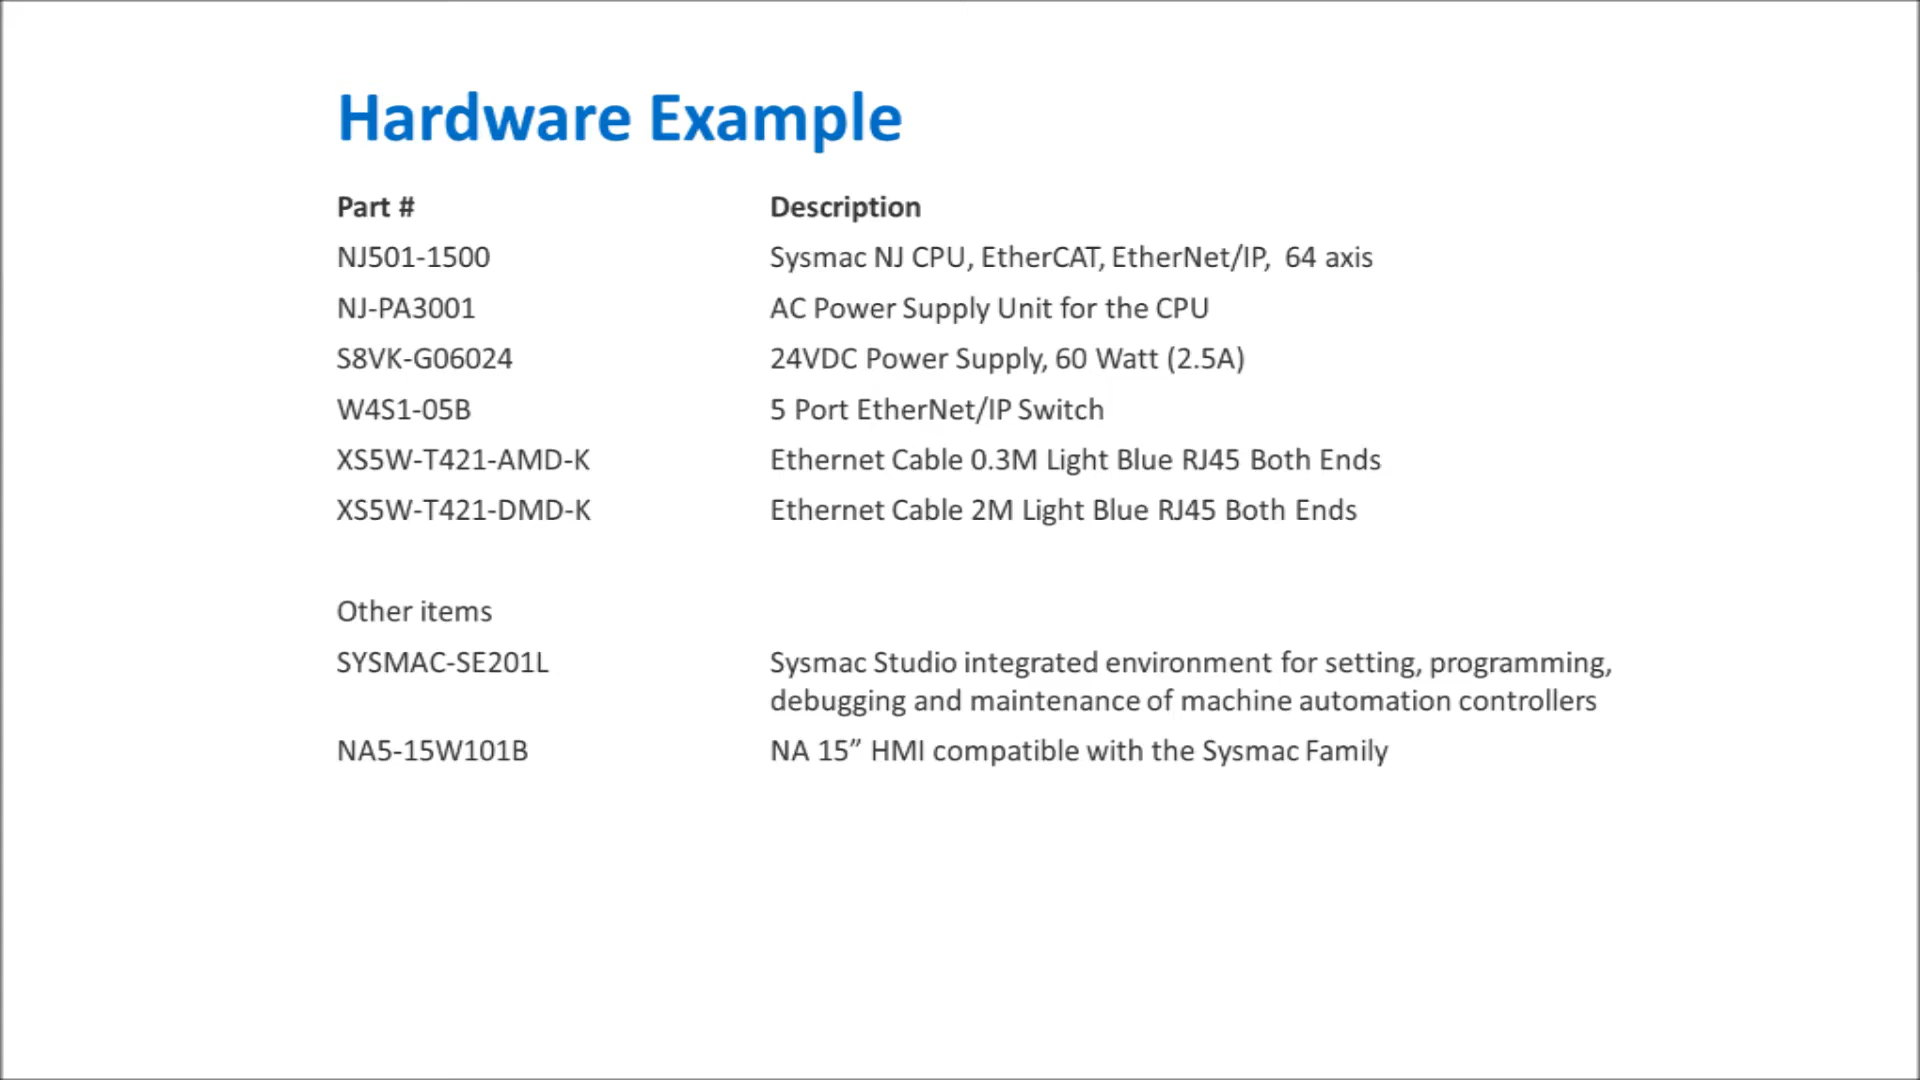 Hardware Example
Part # Description
NJ501-1500 Sysmac NJ CPU, EtherCAT, EtherNet/IP, 64 axis
NJ-PA3001 AC Power Supply Unit for the CPU
S8VK-G06024 24VDC Power Supply, 60 Watt (2.5A)
W4S1-05B 5 Port EtherNet/IP Switch
XS5W-T421-AMD-K Ethernet Cable 0.3M Light Blue RJ45 Both Ends
XS5W-T421-DMD-K Ethernet Cable 2M Light Blue RJ45 Both Ends
Other items
SYSMAC-SE201L Sysmac Studio integrated environment for setting, programming,
debugging and maintenance of machine automation controllers
NA5-15W101B NA 15” HMI compatible with the Sysmac Family